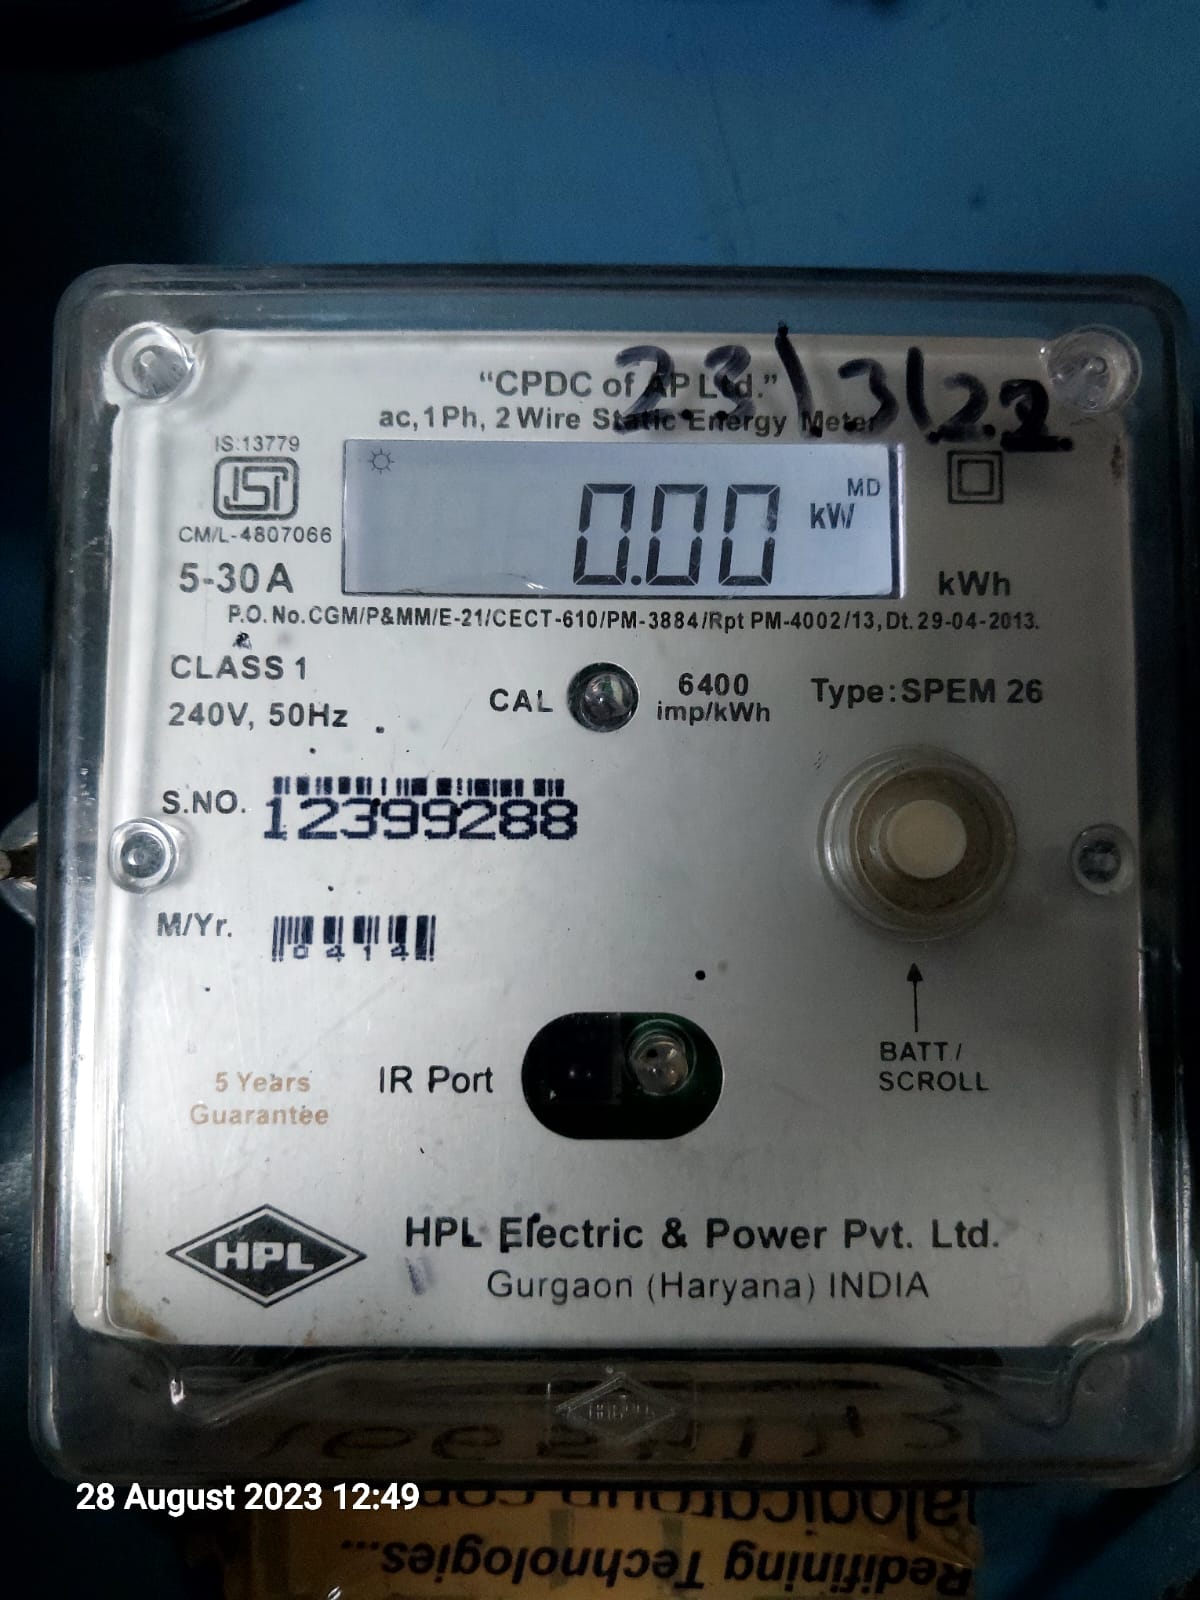 23/3/22
"CPDC of AP Ltd."
ac, 1 Ph, 2 Wire Static Energy Meter
IS:13779
ISI
CM/L-4807066
5-30 A
0.00
MD
kW
kWh
P.O. No.CGM/P&MM/E-21/CECT-610/PM-3884/Rpt PM-4002/13, Dt. 29-04-2013.
CLASS 1
240V, 50Hz
CAL
6400
imp/kWh
Type: SPEM 26
S.NO. 12399288
M/Yr. 0414
BATT./
SCROLL
5 Years
Guarantee
IR Port
HPL
HPL Electric & Power Pvt. Ltd.
Gurgaon (Haryana) INDIA
HPL
28 August 2023 12:49
Redifining Technologies...